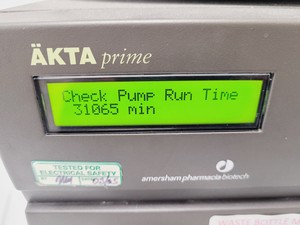 ÄKTA prime
Check Pump Run Time
31065 min
TESTED FOR
ELECTRICAL SAFETY
amersham pharmacia biotech